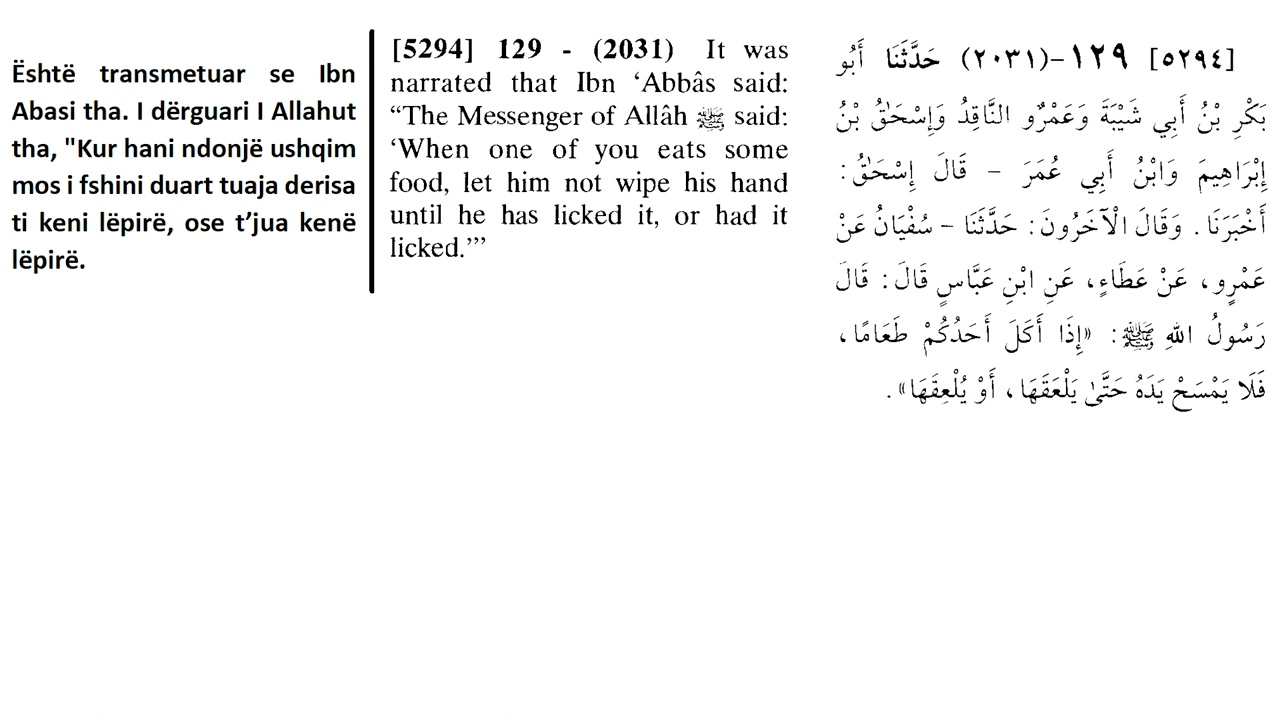 Është transmetuar se Ibn
Abasi tha. I dërguari I Allahut
tha, "Kur hani ndonjë ushqim
mos i fshini duart tuaja derisa
ti keni lëpirë, ose t’jua kenë
lëpirë.
[5294] 129 - (2031) It was
narrated that Ibn ‘Abbâs said:
“The Messenger of Allâh ﷺ said:
‘When one of you eats some
food, let him not wipe his hand
until he has licked it, or had it
licked.’”
[٥٢٩٤] ١٢٩-(٢٠٣١) حَدَّثَنَا أَبُو
بَكْرِ بْنُ أَبِي شَيْبَةَ وَعَمْرٌو النَّاقِدُ وَإِسْحَٰقُ بْنُ
إِبْرَاهِيمَ وَابْنُ أَبِي عُمَرَ – قَالَ إِسْحَٰقُ:
أَخْبَرَنَا. وَقَالَ الْآخَرُونَ: حَدَّثَنَا – سُفْيَانُ عَنْ
عَمْرٍو، عَنْ عَطَاءٍ، عَنِ ابْنِ عَبَّاسٍ قَالَ: قَالَ
رَسُولُ اللهِ ﷺ: «إِذَا أَكَلَ أَحَدُكُمْ طَعَامًا،
فَلَا يَمْسَحْ يَدَهُ حَتَّىٰ يَلْعَقَهَا، أَوْ يُلْعِقَهَا».